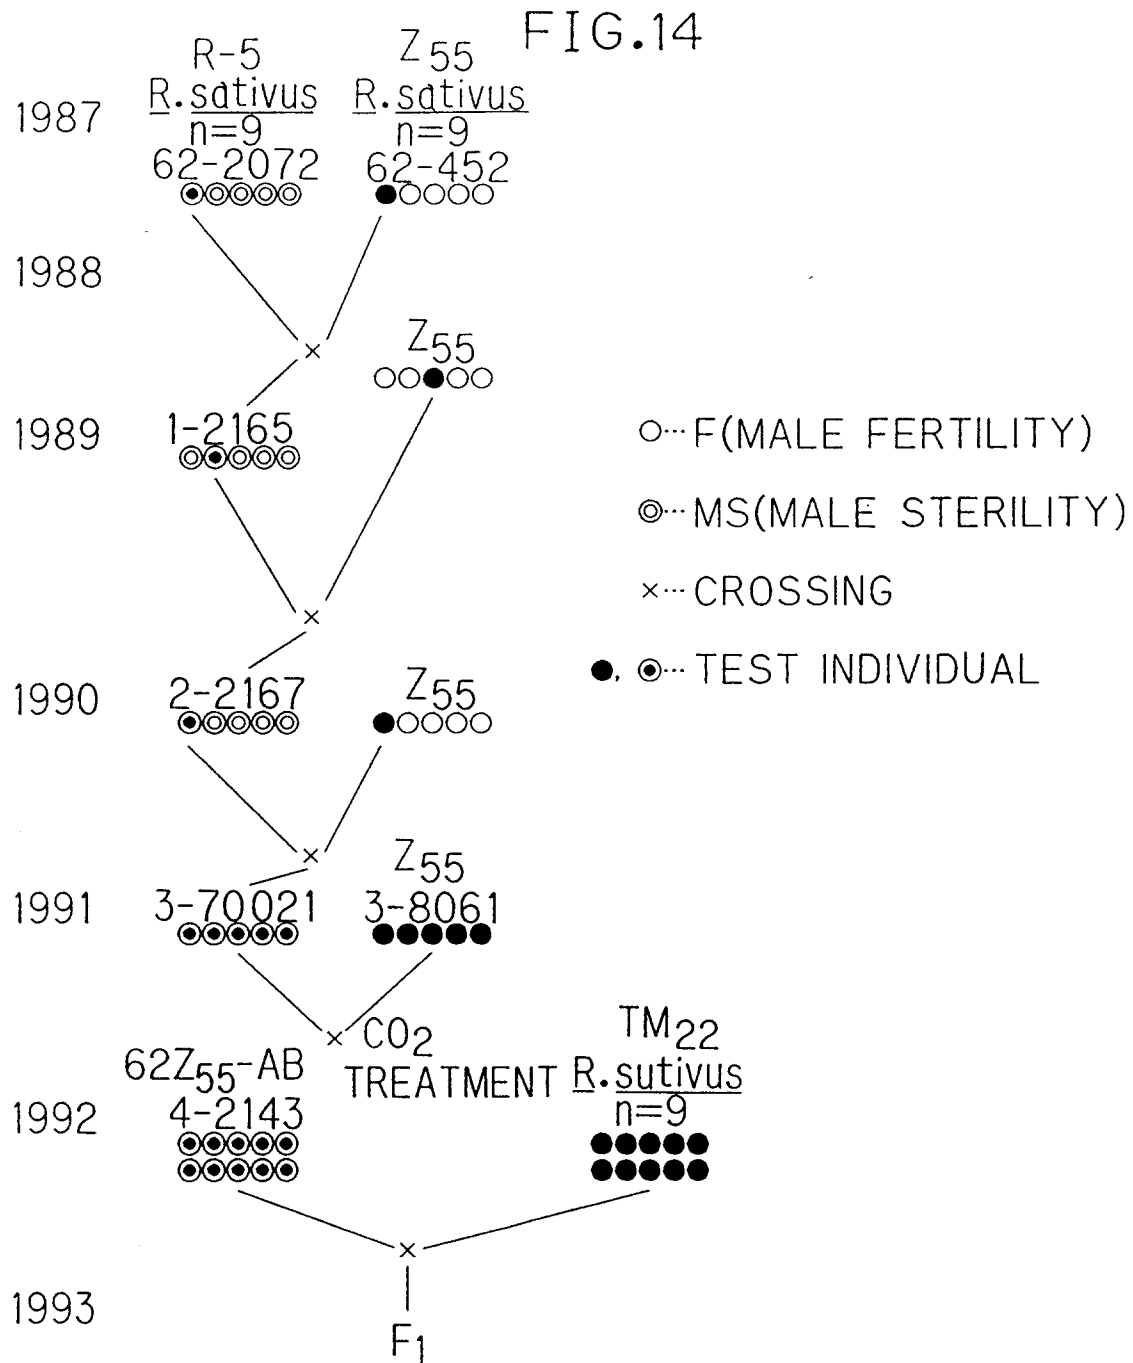 FIG.14
R-5
R.sativus
n=9
62-2072
Z55
R.sativus
n=9
62-452
1987
1988
Z55
1989
1-2165
1990
2-2167
Z55
1991
3-70021
Z55
3-8061
× CO2
TREATMENT
62Z55-AB
4-2143
1992
TM22
R.sutivus
n=9
1993
F1
○···F(MALE FERTILITY)
◎···MS(MALE STERILITY)
×···CROSSING
●, ◉···TEST INDIVIDUAL